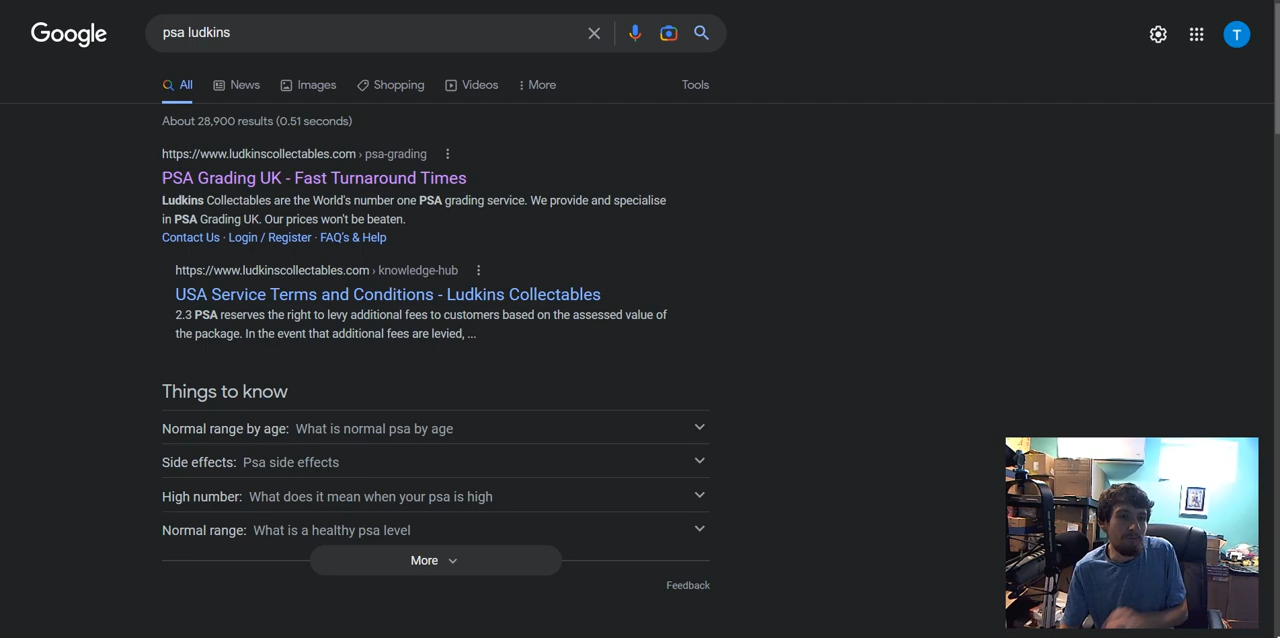 Google
psa ludkins
T
All
News
Images
Shopping
Videos
More
Tools
About 28,900 results (0.51 seconds)
https://www.ludkinscollectables.com › psa-grading
PSA Grading UK - Fast Turnaround Times
Ludkins Collectables are the World's number one PSA grading service. We provide and specialise
in PSA Grading UK. Our prices won't be beaten.
Contact Us · Login / Register · FAQ's & Help
https://www.ludkinscollectables.com › knowledge-hub
USA Service Terms and Conditions - Ludkins Collectables
2.3 PSA reserves the right to levy additional fees to customers based on the assessed value of
the package. In the event that additional fees are levied, ...
Things to know
Normal range by age: What is normal psa by age
Side effects: Psa side effects
High number: What does it mean when your psa is high
Normal range: What is a healthy psa level
More
Feedback